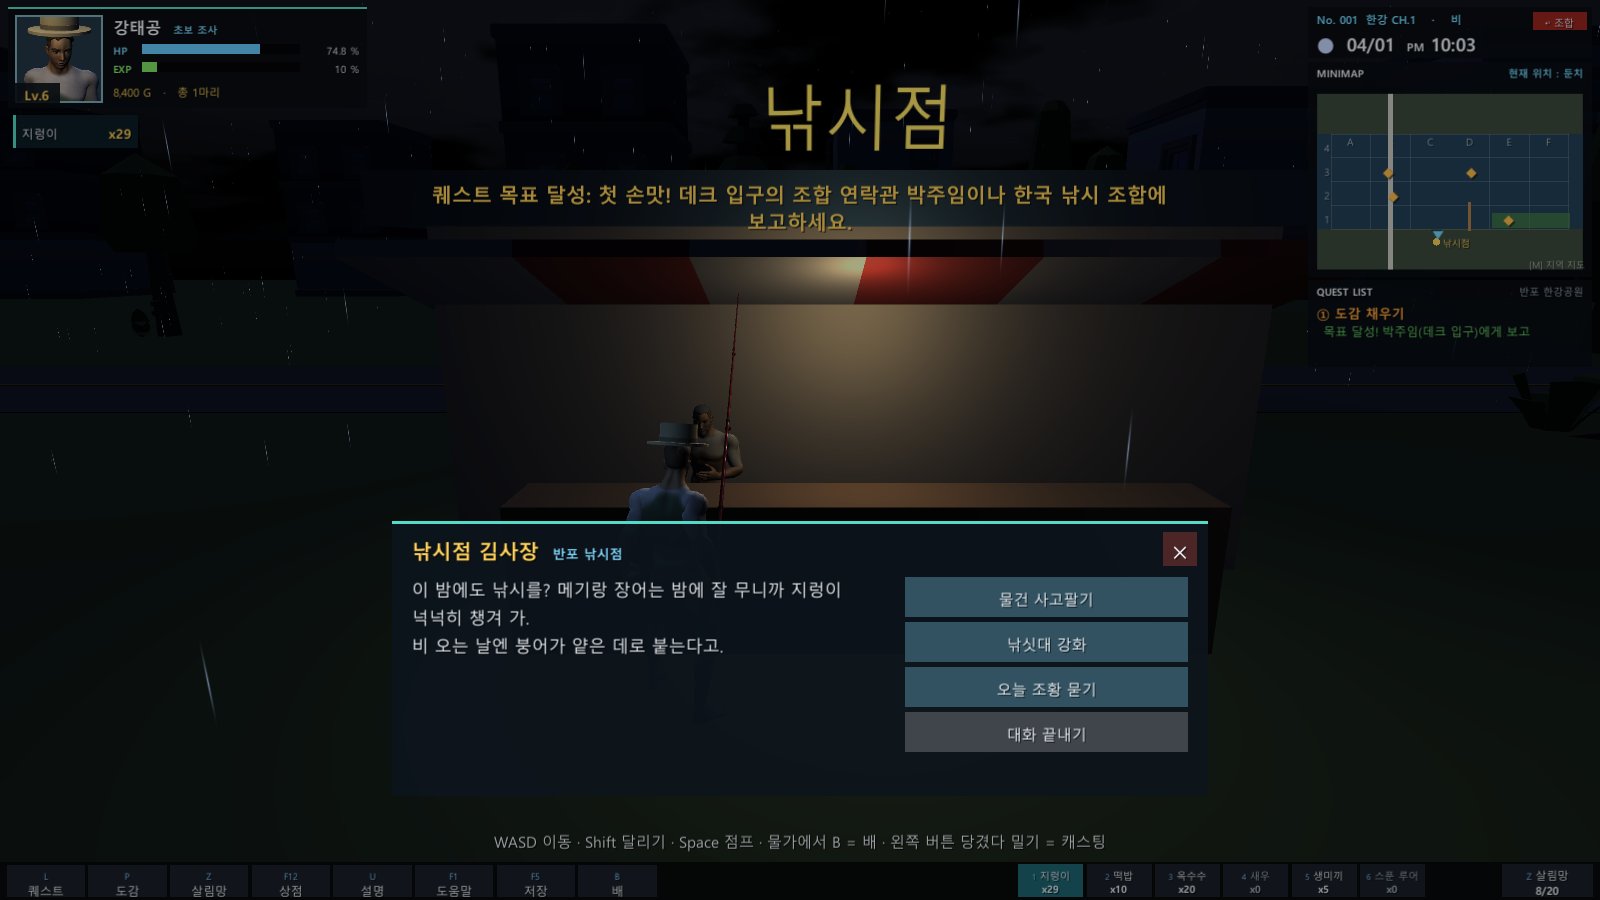 강태공 초보 조사
HP 74.8 %
EXP 10 %
Lv.6
8,400 G · 총 1마리
지렁이 x29
낚시점
퀘스트 목표 달성: 첫 손맛! 데크 입구의 조합 연락관 박주임이나 한국 낚시 조합에
보고하세요.
No. 001 한강 CH.1 · 비
조합
04/01 PM 10:03
MINIMAP 현재 위치 : 둔치
A C D E F
4
3
2
1
낚시점
[M] 지역 지도
QUEST LIST 반포 한강공원
① 도감 채우기
목표 달성! 박주임(데크 입구)에게 보고
낚시점 김사장 반포 낚시점
이 밤에도 낚시를? 메기랑 장어는 밤에 잘 무니까 지렁이
넉넉히 챙겨 가.
비 오는 날엔 붕어가 얕은 데로 붙는다고.
물건 사고팔기
낚싯대 강화
오늘 조황 묻기
대화 끝내기
WASD 이동 · Shift 달리기 · Space 점프 · 물가에서 B = 배 · 왼쪽 버튼 당겼다 밀기 = 캐스팅
L 퀘스트
P 도감
Z 살림망
F12 상점
U 설명
F1 도움말
F5 저장
B 배
1 지렁이 x29
2 떡밥 x10
3 옥수수 x20
4 새우 x0
5 생미끼 x5
6 스푼 루어 x0
Z 살림망 8/20